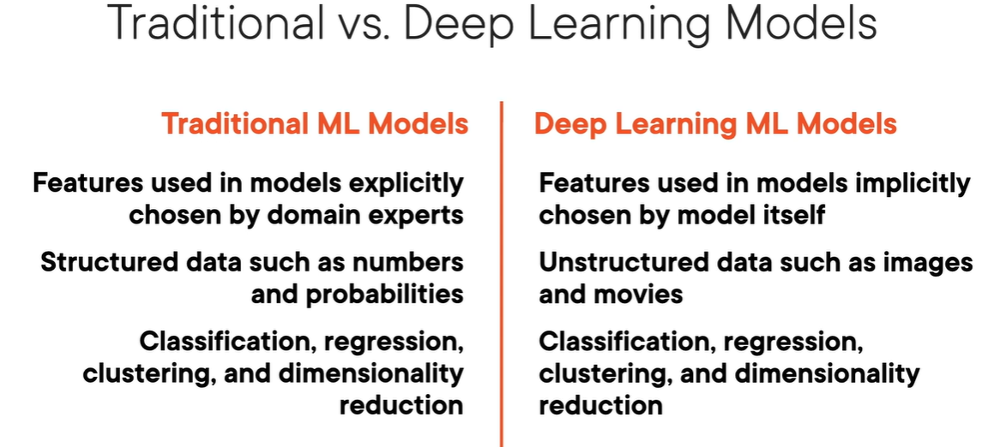 Traditional vs. Deep Learning Models
Traditional ML Models
Features used in models explicitly
chosen by domain experts
Structured data such as numbers
and probabilities
Classification, regression,
clustering, and dimensionality
reduction
Deep Learning ML Models
Features used in models implicitly
chosen by model itself
Unstructured data such as images
and movies
Classification, regression,
clustering, and dimensionality
reduction